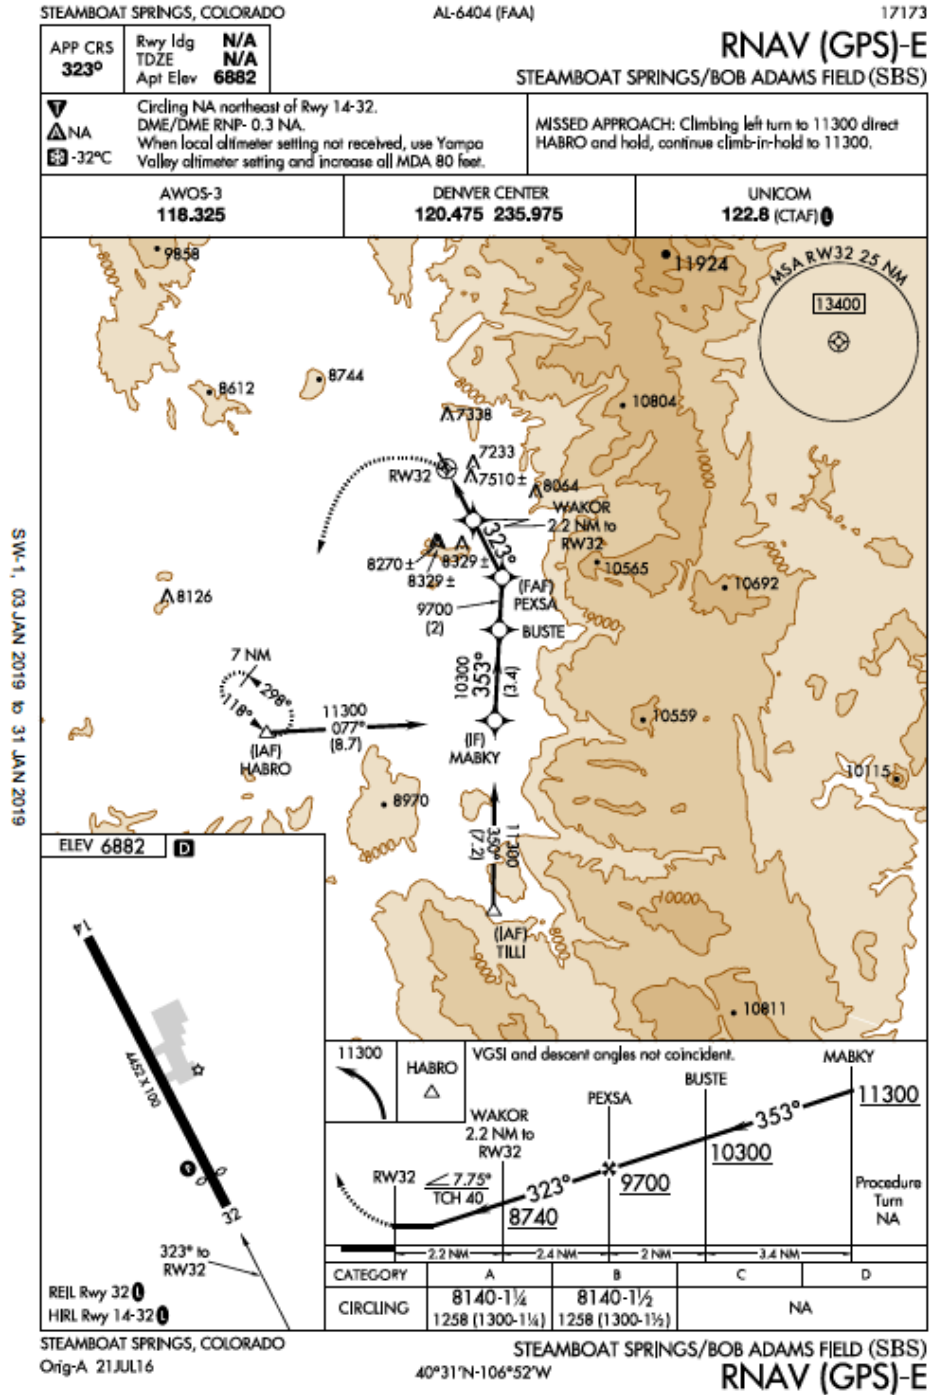 STEAMBOAT SPRINGS, COLORADO
AL-6404 (FAA)
17173
APP CRS
323°
Rwy ldg N/A
TDZE N/A
Apt Elev 6882
RNAV (GPS)-E
STEAMBOAT SPRINGS/BOB ADAMS FIELD (SBS)
T
A NA
-32°C
Circling NA northeast of Rwy 14-32.
DME/DME RNP- 0.3 NA.
When local altimeter setting not received, use Yampa
Valley altimeter setting and increase all MDA 80 feet.
MISSED APPROACH: Climbing left turn to 11300 direct
HABRO and hold, continue climb-in-hold to 11300.
AWOS-3
118.325
DENVER CENTER
120.475 235.975
UNICOM
122.8 (CTAF) L
9858
11924
MSA RW32 25 NM
13400
8612
8744
10804
7338
10000
RW32
7233
7510±
8064
WAKOR
2.2 NM to
RW32
323°
8270±
8329±
8329±
10565
10692
(FAF)
PEXSA
9000
8126
9700
(2)
BUSTE
7 NM
298°
118°
10300
353°
(3.4)
11300
077°
(8.7)
10559
(IAF)
HABRO
(IF)
MABKY
10115
8970
11300
350°
(7.2)
10000
8000
(IAF)
TILLI
10811
SW-1, 03 JAN 2019 to 31 JAN 2019
ELEV 6882
D
14
4452 X 100
32
323° to
RW32
REIL Rwy 32 L
HIRL Rwy 14-32 L
11300
HABRO
VGSI and descent angles not coincident.
MABKY
BUSTE
PEXSA
WAKOR
2.2 NM to
RW32
RW32
11300
353°
10300
9700
323°
8740
7.75°
TCH 40
Procedure
Turn
NA
2.2 NM
2.4 NM
2 NM
3.4 NM
CATEGORY A B C D
CIRCLING
8140-1¼
1258 (1300-1¼)
8140-1½
1258 (1300-1½)
NA
STEAMBOAT SPRINGS, COLORADO
Orig-A 21JUL16
40°31'N-106°52'W
STEAMBOAT SPRINGS/BOB ADAMS FIELD (SBS)
RNAV (GPS)-E